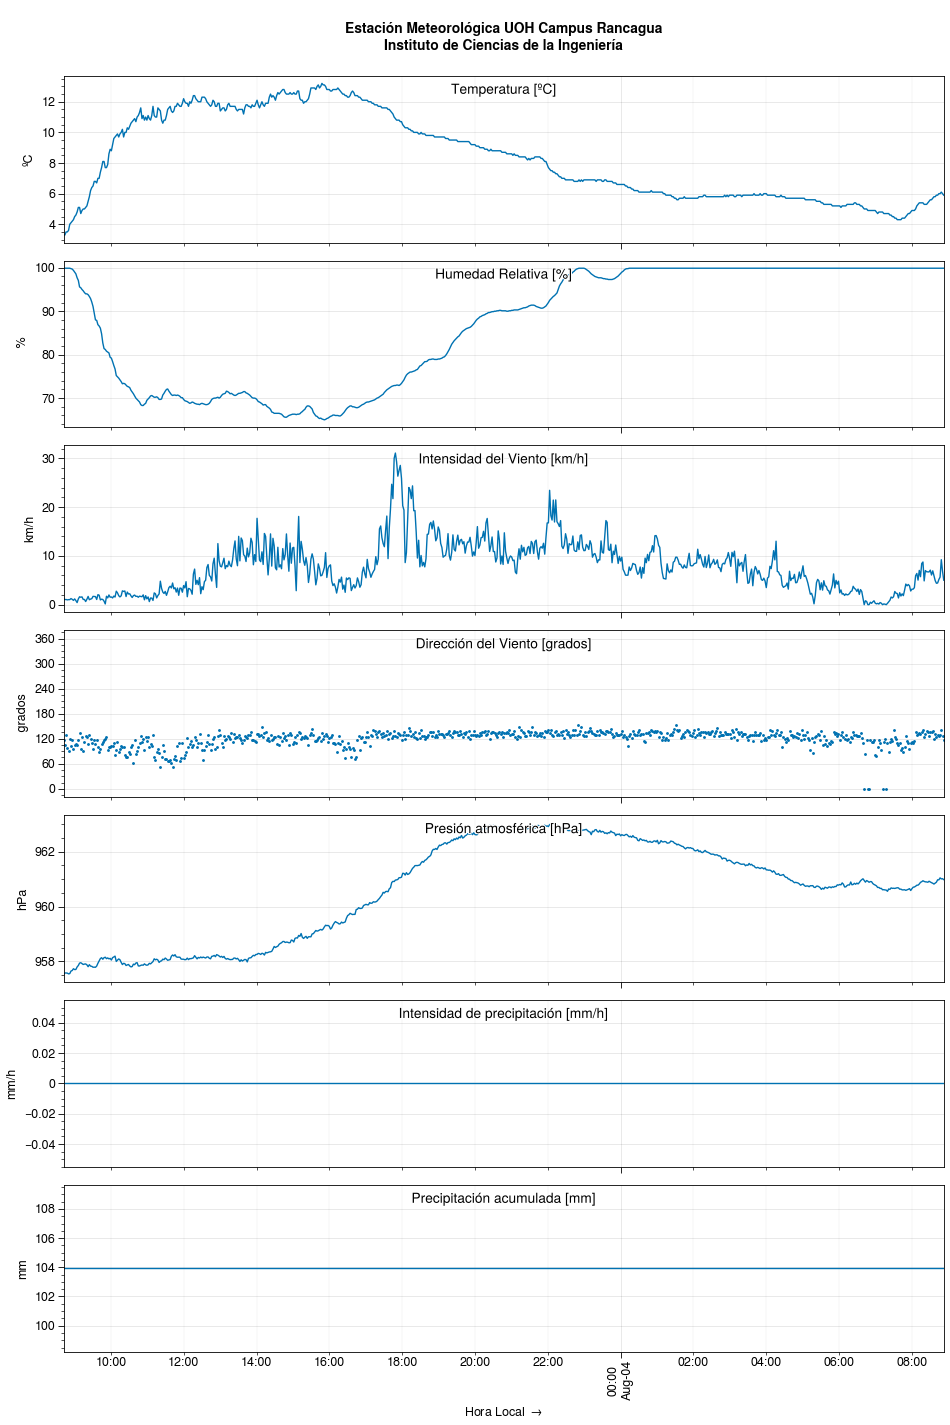 Estación Meteorológica UOH Campus Rancagua
Instituto de Ciencias de la Ingeniería
Temperatura [ºC]
ºC
12
10
8
6
4
Humedad Relativa [%]
%
100
90
80
70
Intensidad del Viento [km/h]
km/h
30
20
10
0
Dirección del Viento [grados]
grados
360
300
240
180
120
60
0
Presión atmosférica [hPa]
hPa
962
960
958
Intensidad de precipitación [mm/h]
mm/h
0.04
0.02
0
−0.02
−0.04
Precipitación acumulada [mm]
mm
108
106
104
102
100
10:00 12:00 14:00 16:00 18:00 20:00 22:00 00:00 02:00 04:00 06:00 08:00
Aug-04
Hora Local →